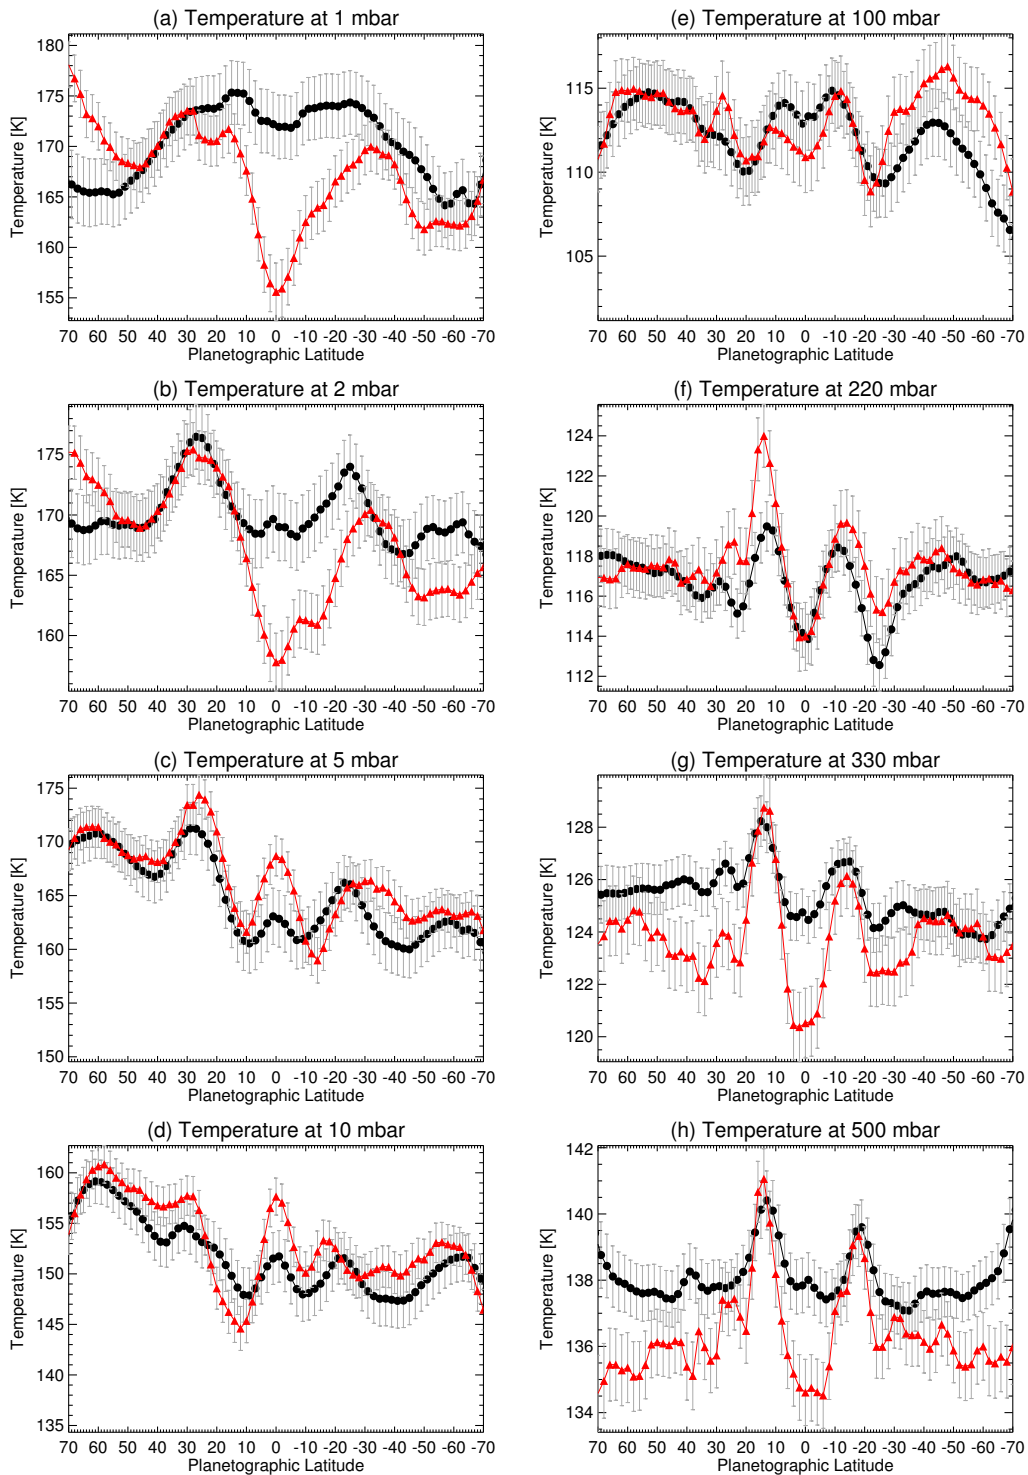 (a) Temperature at 1 mbar
Temperature [K]
180
175
170
165
160
155
70 60 50 40 30 20 10 0 -10 -20 -30 -40 -50 -60 -70
Planetographic Latitude
(b) Temperature at 2 mbar
Temperature [K]
175
170
165
160
70 60 50 40 30 20 10 0 -10 -20 -30 -40 -50 -60 -70
Planetographic Latitude
(c) Temperature at 5 mbar
Temperature [K]
175
170
165
160
155
150
70 60 50 40 30 20 10 0 -10 -20 -30 -40 -50 -60 -70
Planetographic Latitude
(d) Temperature at 10 mbar
Temperature [K]
160
155
150
145
140
135
70 60 50 40 30 20 10 0 -10 -20 -30 -40 -50 -60 -70
Planetographic Latitude
(e) Temperature at 100 mbar
Temperature [K]
115
110
105
70 60 50 40 30 20 10 0 -10 -20 -30 -40 -50 -60 -70
Planetographic Latitude
(f) Temperature at 220 mbar
Temperature [K]
124
122
120
118
116
114
112
70 60 50 40 30 20 10 0 -10 -20 -30 -40 -50 -60 -70
Planetographic Latitude
(g) Temperature at 330 mbar
Temperature [K]
128
126
124
122
120
70 60 50 40 30 20 10 0 -10 -20 -30 -40 -50 -60 -70
Planetographic Latitude
(h) Temperature at 500 mbar
Temperature [K]
142
140
138
136
134
70 60 50 40 30 20 10 0 -10 -20 -30 -40 -50 -60 -70
Planetographic Latitude